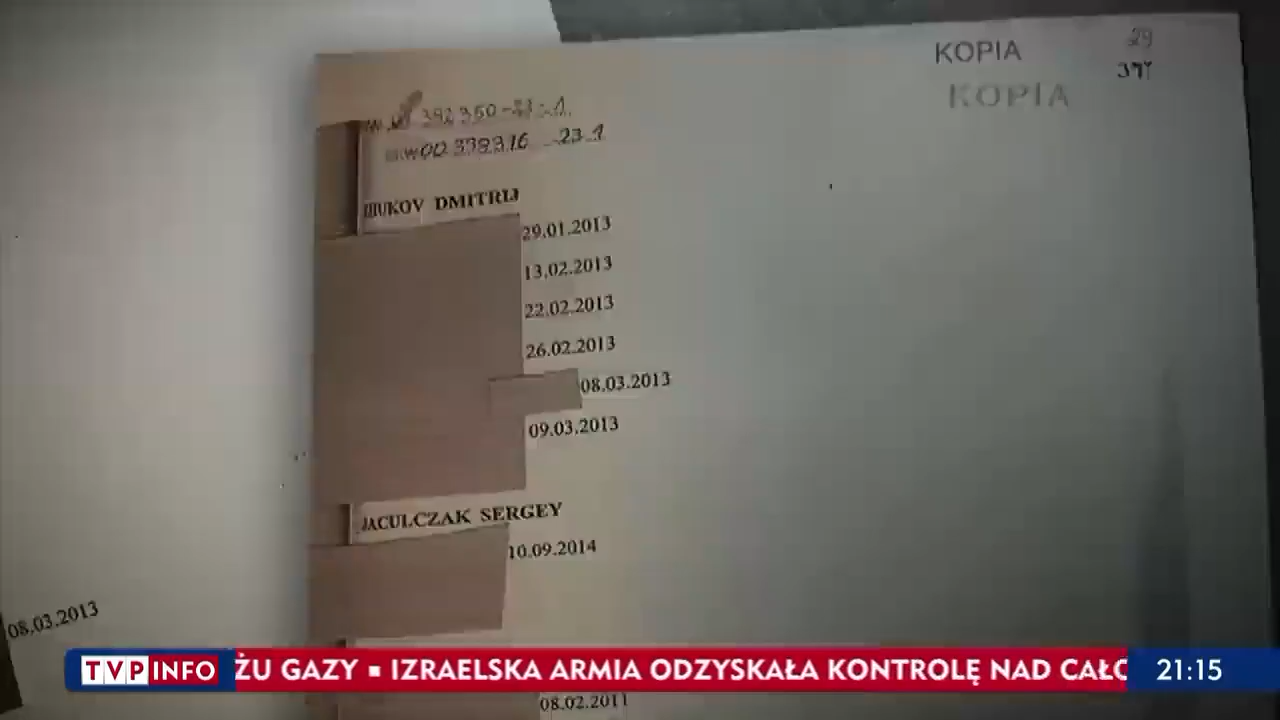 KOPIA
29
KOPIA
DMITRIJ
29.01.2013
13.02.2013
22.02.2013
26.02.2013
08.03.2013
09.03.2013
JACULCZAK SERGEY
10.09.2014
08.03.2013
TVP INFO ŻU GAZY ▪ IZRAELSKA ARMIA ODZYSKAŁA KONTROLĘ NAD CAŁO 21:15
08.02.2011